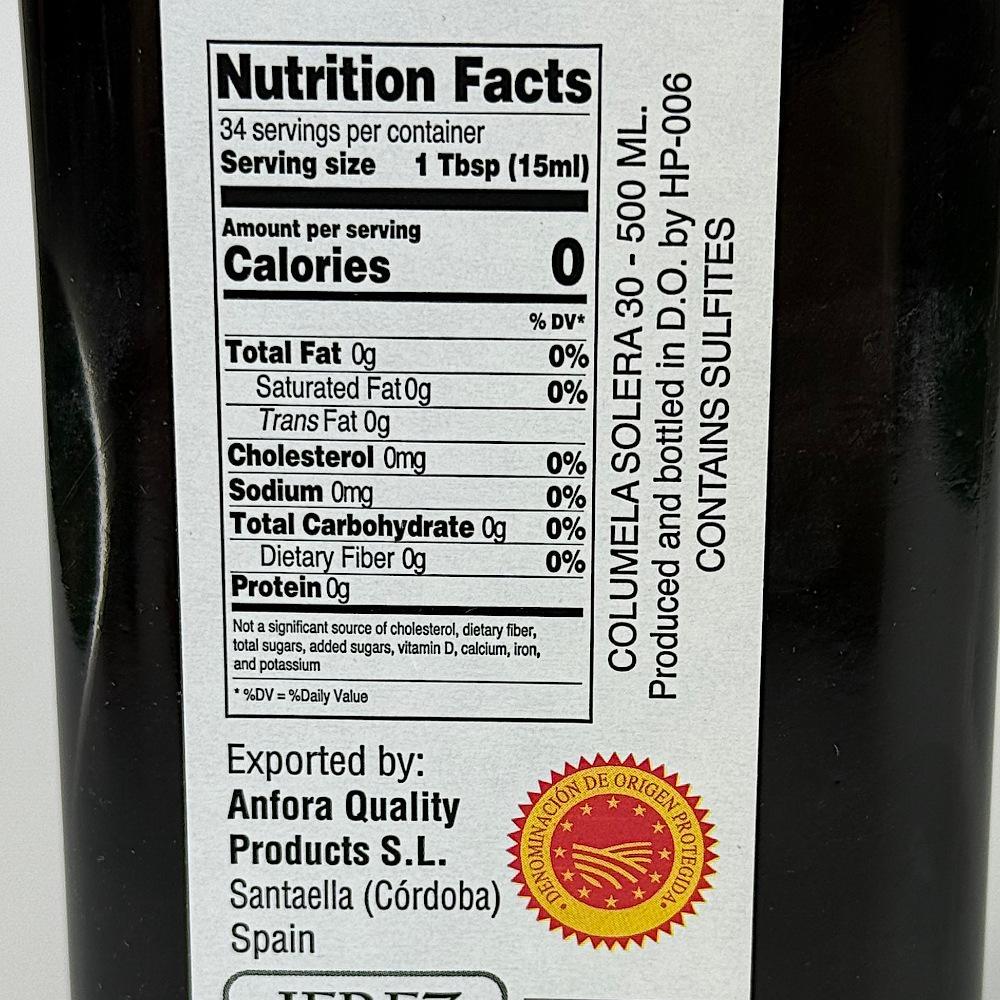 Nutrition Facts
34 servings per container
Serving size 1 Tbsp (15ml)
Amount per serving
Calories 0
% DV*
Total Fat 0g 0%
Saturated Fat 0g 0%
Trans Fat 0g
Cholesterol 0mg 0%
Sodium 0mg 0%
Total Carbohydrate 0g 0%
Dietary Fiber 0g 0%
Protein 0g
Not a significant source of cholesterol, dietary fiber,
total sugars, added sugars, vitamin D, calcium, iron,
and potassium
* %DV = %Daily Value
COLUMELA SOLERA 30 - 500 ML.
Produced and bottled in D.O. by HP-006
CONTAINS SULFITES
Exported by:
Anfora Quality
Products S.L.
Santaella (Córdoba)
Spain
• DENOMINACIÓN DE ORIGEN PROTEGIDA •
JEREZ